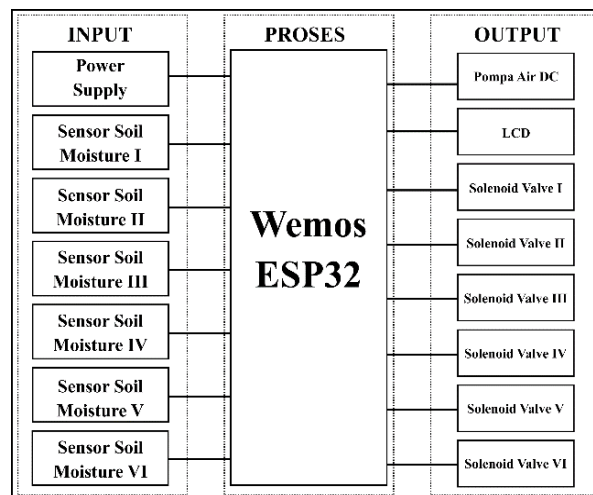 INPUT
Power
Supply
Sensor Soil
Moisture I
Sensor Soil
Moisture II
Sensor Soil
Moisture III
Sensor Soil
Moisture IV
Sensor Soil
Moisture V
Sensor Soil
Moisture VI
PROSES
Wemos
ESP32
OUTPUT
Pompa Air DC
LCD
Solenoid Valve I
Solenoid Valve II
Solenoid Valve III
Solenoid Valve IV
Solenoid Valve V
Solenoid Valve VI